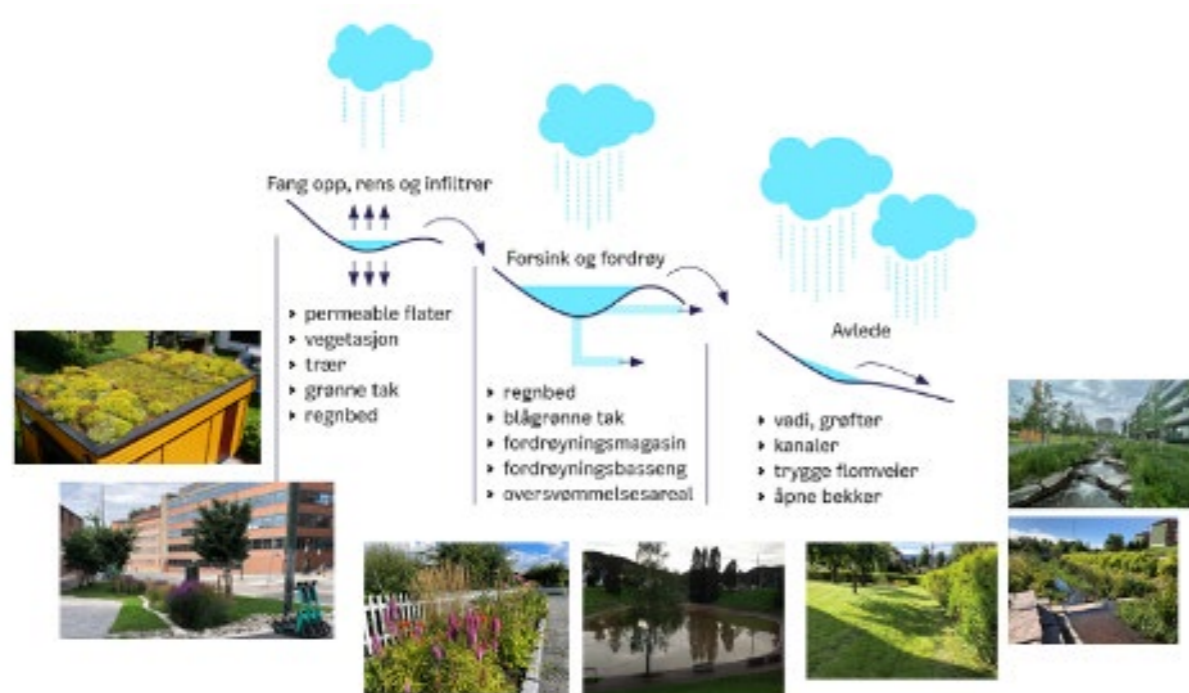 Fang opp, rens og infiltrer
permeable flater
vegetasjon
trær
grønne tak
regnbed
Forsink og fordrøy
regnbed
blågrønne tak
fordrøyningsmagasin
fordrøyningsbasseng
oversvømmelsesareal
Avlede
vadi, grøfter
kanaler
trygge flomveier
åpne bekker